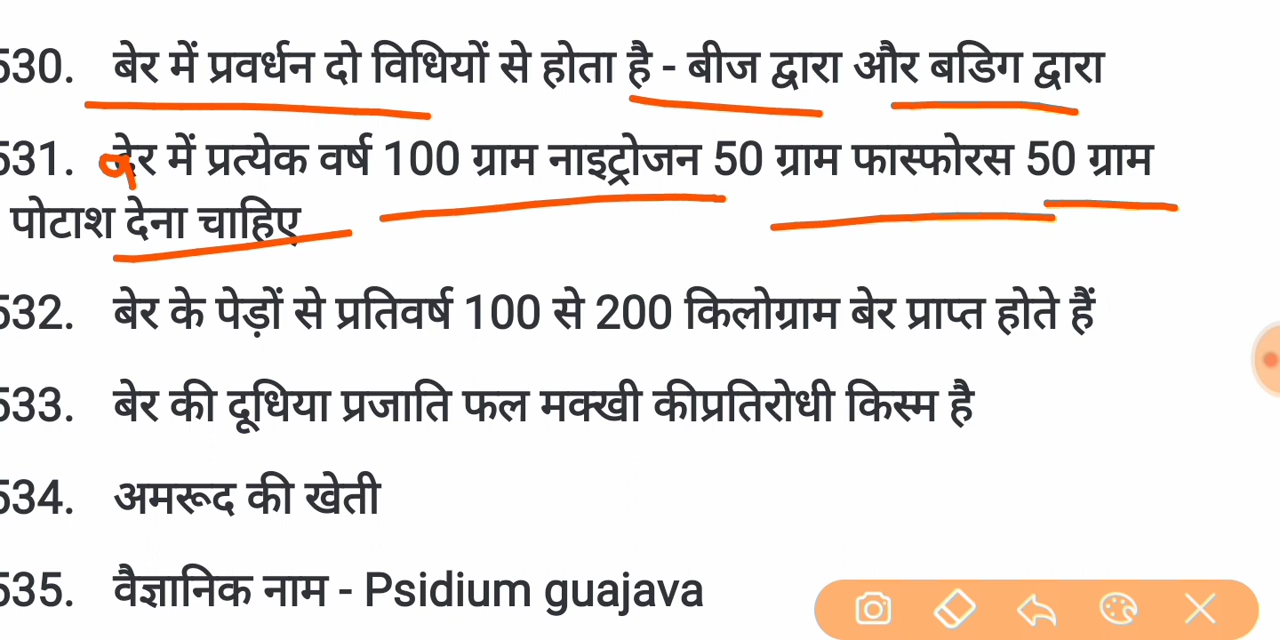 530. बेर में प्रवर्धन दो विधियों से होता है - बीज द्वारा और बडिग द्वारा
531. बेर में प्रत्येक वर्ष 100 ग्राम नाइट्रोजन 50 ग्राम फास्फोरस 50 ग्राम
पोटाश देना चाहिए
532. बेर के पेड़ों से प्रतिवर्ष 100 से 200 किलोग्राम बेर प्राप्त होते हैं
533. बेर की दूधिया प्रजाति फल मक्खी कीप्रतिरोधी किस्म है
534. अमरूद की खेती
535. वैज्ञानिक नाम - Psidium guajava